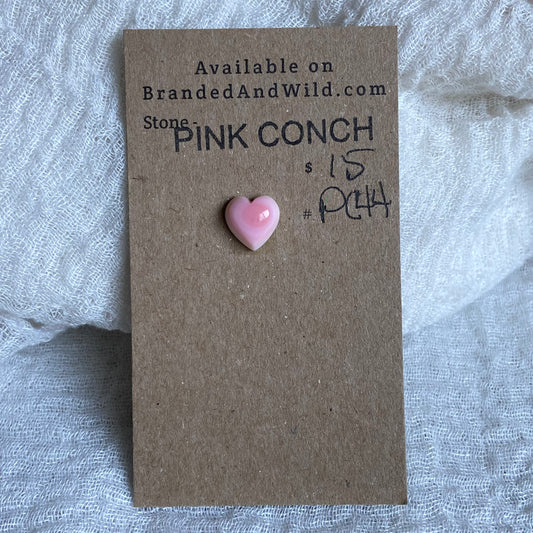 Available on
BrandedAndWild.com
Stone - PINK CONCH
$ 15
# PC44